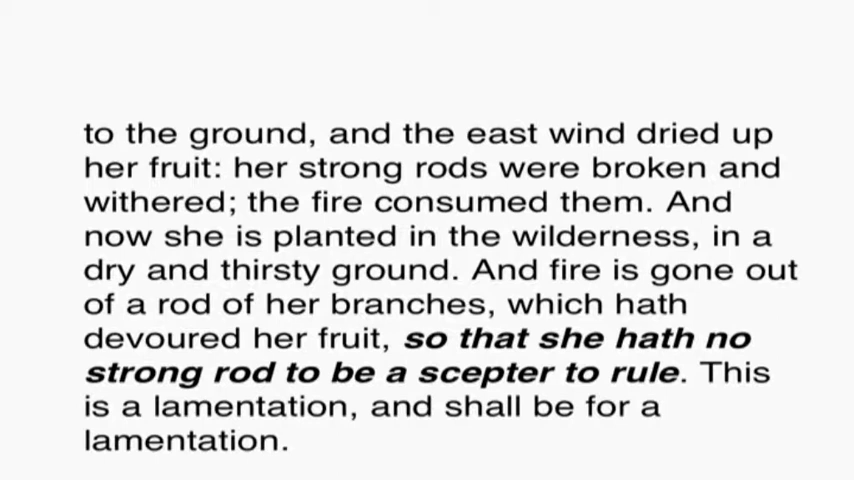 to the ground, and the east wind dried up
her fruit: her strong rods were broken and
withered; the fire consumed them. And
now she is planted in the wilderness, in a
dry and thirsty ground. And fire is gone out
of a rod of her branches, which hath
devoured her fruit, so that she hath no
strong rod to be a scepter to rule. This
is a lamentation, and shall be for a
lamentation.